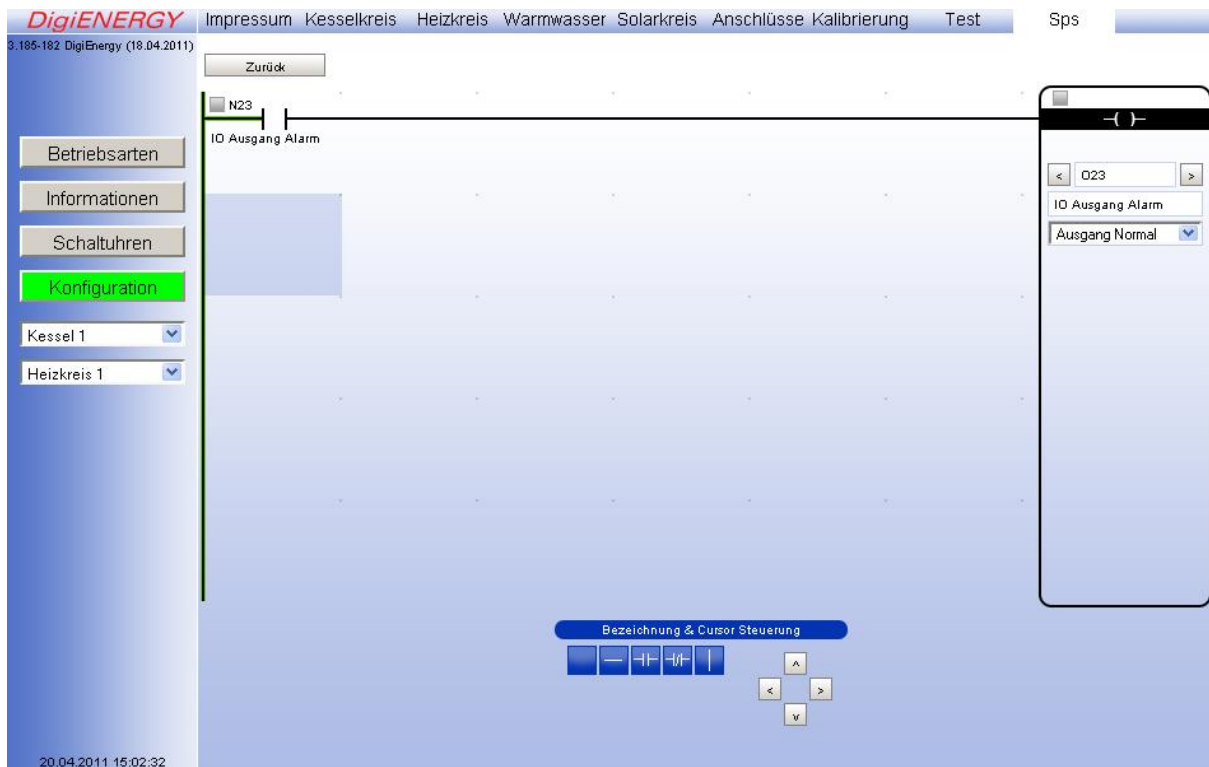 DigiENERGY
Impressum Kesselkreis Heizkreis Warmwasser Solarkreis Anschlüsse Kalibrierung Test Sps
3.185-182 DigiEnergy (18.04.2011)
Zurück
N23
IO Ausgang Alarm
Betriebsarten
Informationen
Schaltuhren
Konfiguration
Kessel 1
Heizkreis 1
< O23 >
IO Ausgang Alarm
Ausgang Normal
Bezeichnung & Cursor Steuerung
20.04.2011 15:02:32